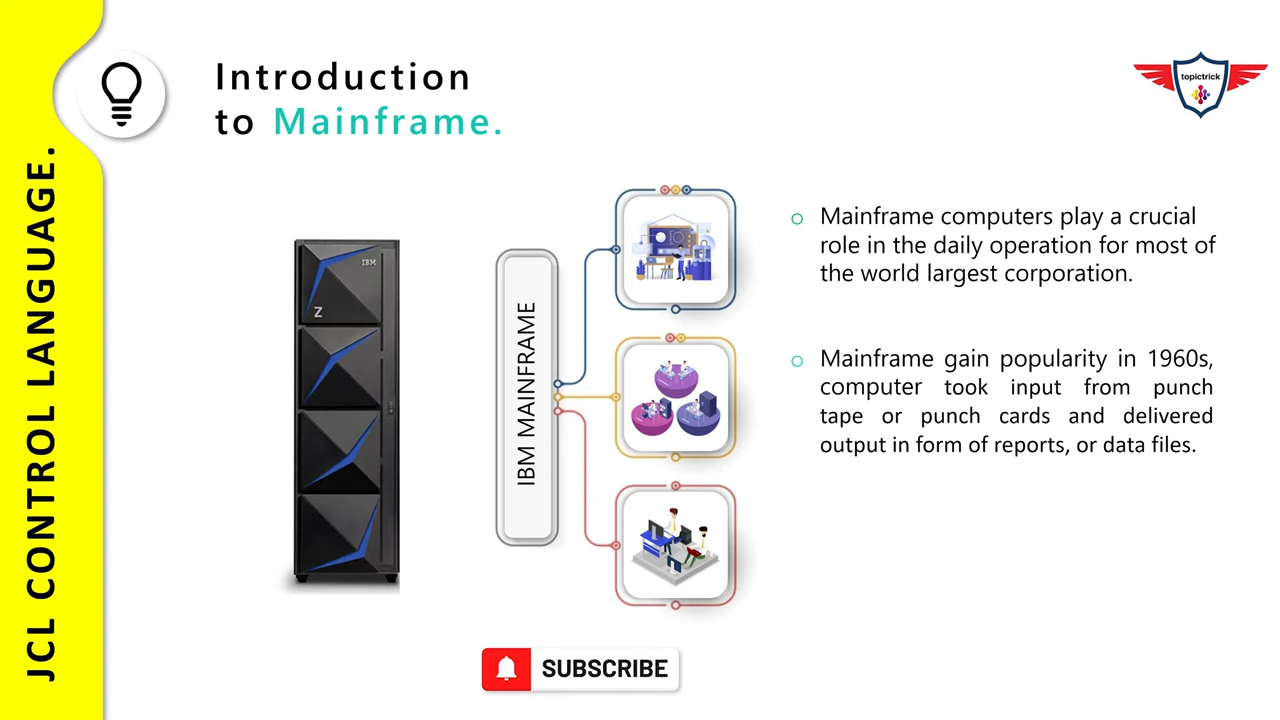 JCL CONTROL LANGUAGE.
Introduction
to Mainframe.
topictrick
IBM
Z
IBM MAINFRAME
Mainframe computers play a crucial
role in the daily operation for most of
the world largest corporation.
Mainframe gain popularity in 1960s,
computer took input from punch
tape or punch cards and delivered
output in form of reports, or data files.
SUBSCRIBE